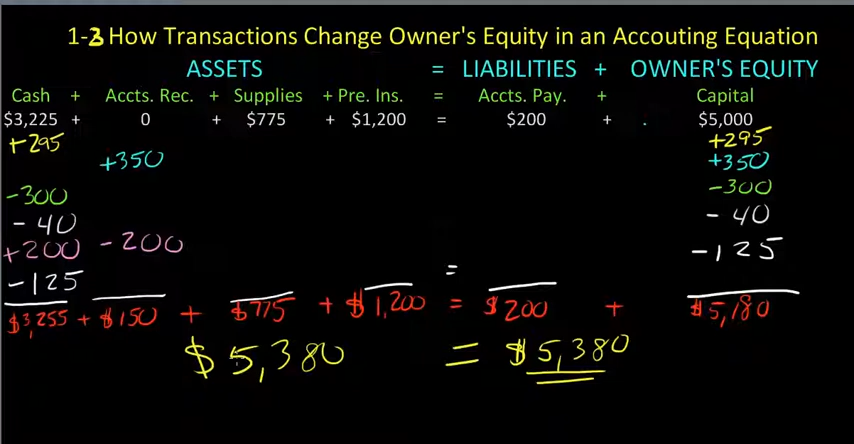 1-3 How Transactions Change Owner's Equity in an Accouting Equation
ASSETS = LIABILITIES + OWNER'S EQUITY
Cash + Accts. Rec. + Supplies + Pre. Ins. = Accts. Pay. + Capital
$3,225 + 0 + $775 + $1,200 = $200 + $5,000
+295 +295
+350 +350
-300 -300
- 40 - 40
+200 - 200
-125 -125
=
$3,255 + $150 + $775 + $1,200 = $200 + $5,180
$5,380 = $5,380